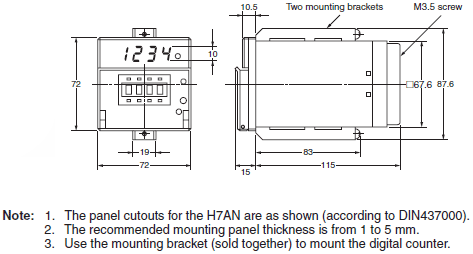 10.5 Two mounting brackets M3.5 screw
1234
10
72
□67.6 87.6
19
72
83
115
15
Note: 1. The panel cutouts for the H7AN are as shown (according to DIN437000).
2. The recommended mounting panel thickness is from 1 to 5 mm.
3. Use the mounting bracket (sold together) to mount the digital counter.